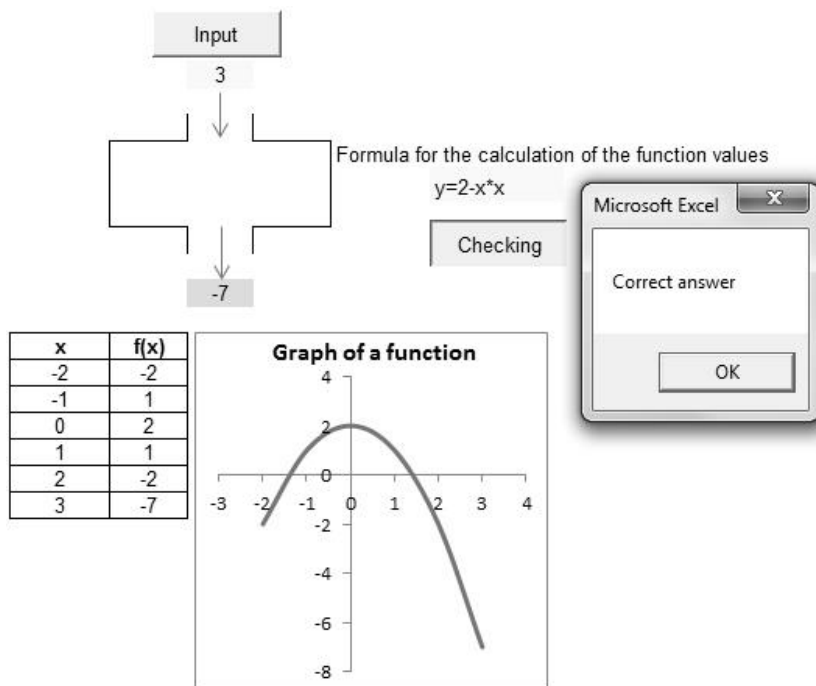 Input
3
Formula for the calculation of the function values
y=2-x*x
Checking
-7
Microsoft Excel
x
Correct answer
OK
x f(x)
-2 -2
-1 1
0 2
1 1
2 -2
3 -7
Graph of a function
4
2
0
-3 -2 -1 0 1 2 3 4
-2
-4
-6
-8